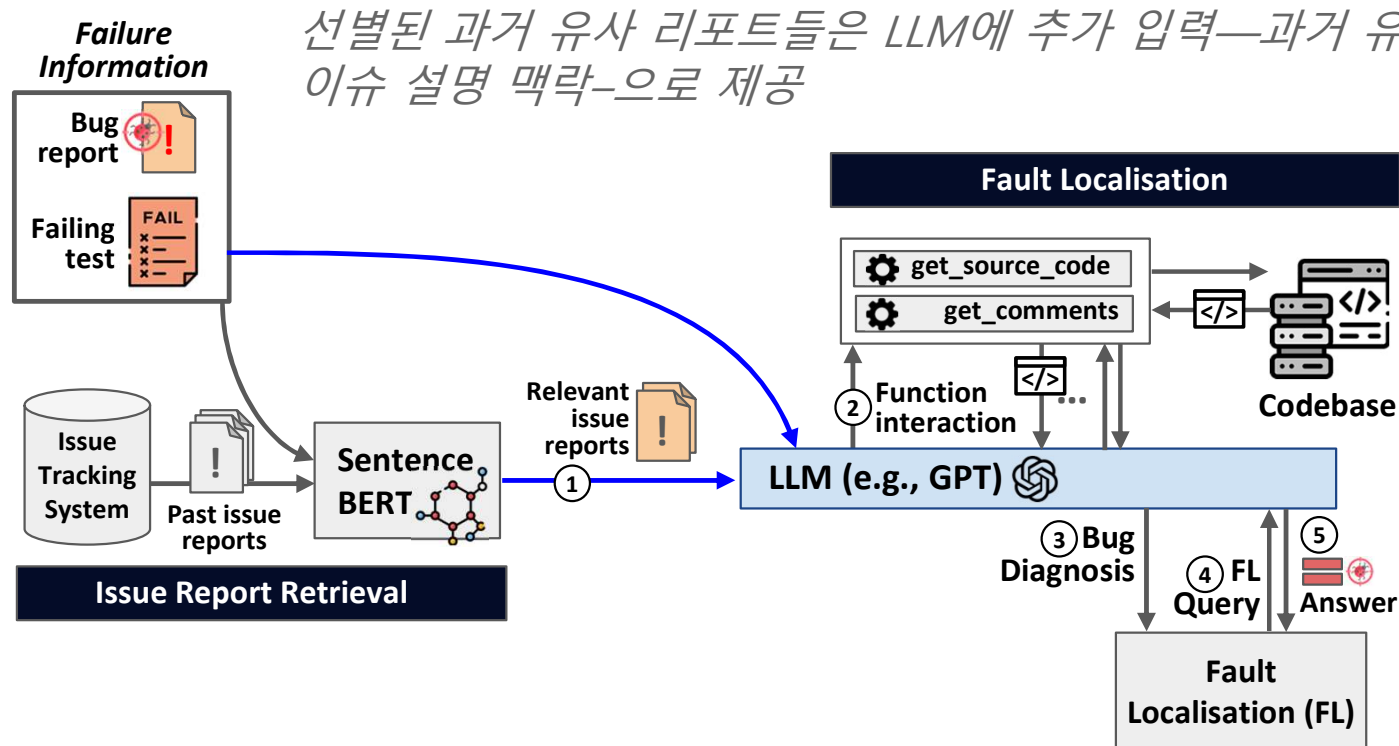 선별된 과거 유사 리포트들은 LLM에 추가 입력—과거 유
이슈 설명 맥락–으로 제공
Failure
Information
Bug
report
!
Failing
test
FAIL
Issue
Tracking
System
!
Past issue
reports
Sentence
BERT
Issue Report Retrieval
Relevant
issue
reports
!
1
Fault Localisation
get_source_code
get_comments
</>
</>
Codebase
2 Function
interaction
</>
...
LLM (e.g., GPT)
3 Bug
Diagnosis
4 FL
Query
5
Answer
Fault
Localisation (FL)